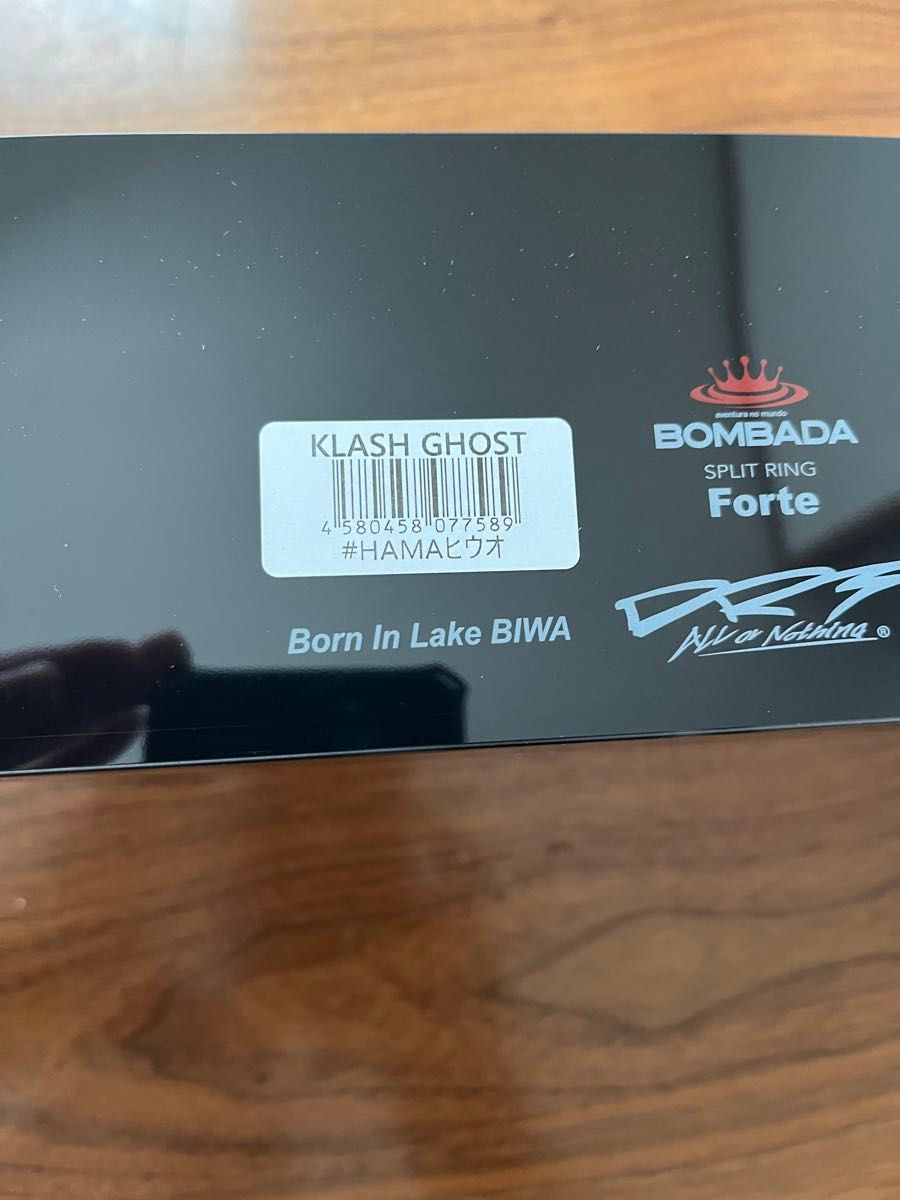 KLASH GHOST
4 580458 077589
#HAMAヒウオ
Born In Lake BIWA
aventura no mundo
BOMBADA
SPLIT RING
Forte
DRT
All or Nothing ®